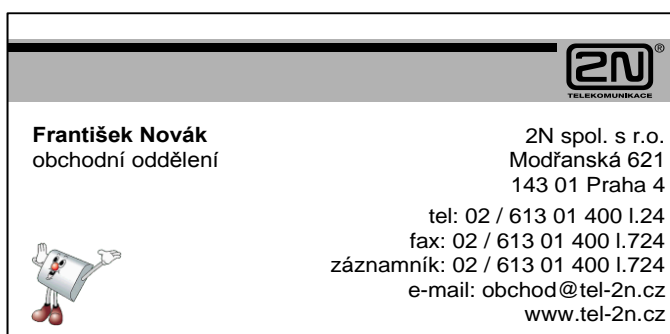 2N®
TELEKOMUNIKACE
František Novák
obchodní oddělení
2N spol. s r.o.
Modřanská 621
143 01 Praha 4
tel: 02 / 613 01 400 l.24
fax: 02 / 613 01 400 l.724
záznamník: 02 / 613 01 400 l.724
e-mail: obchod@tel-2n.cz
www.tel-2n.cz